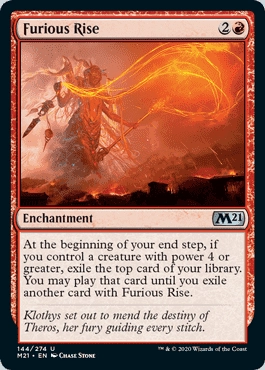 Furious Rise 2
Enchantment M21
At the beginning of your end step, if
you control a creature with power 4 or
greater, exile the top card of your library.
You may play that card until you exile
another card with Furious Rise.
Klothys set out to mend the destiny of
Theros, her fury guiding every stitch.
144/274 U
M21 • EN CHASE STONE
™ & © 2020 Wizards of the Coast